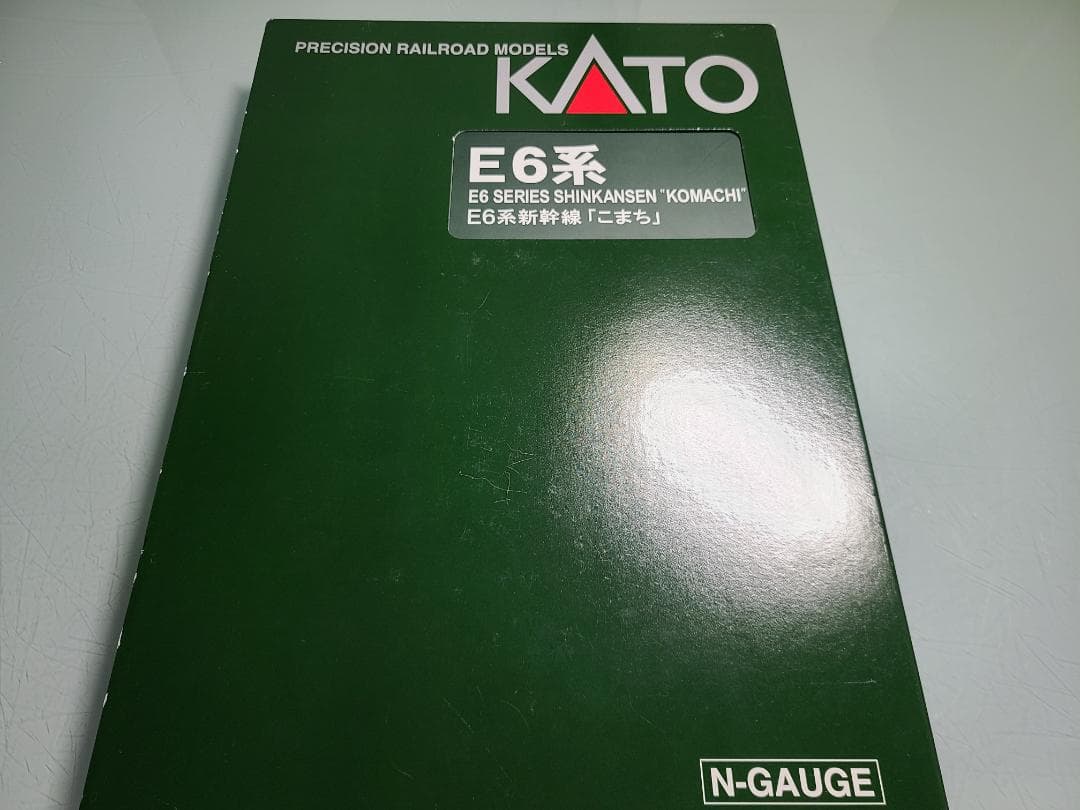 PRECISION RAILROAD MODELS
KATO
E6系
E6 SERIES SHINKANSEN "KOMACHI"
E6系新幹線「こまち」
N-GAUGE